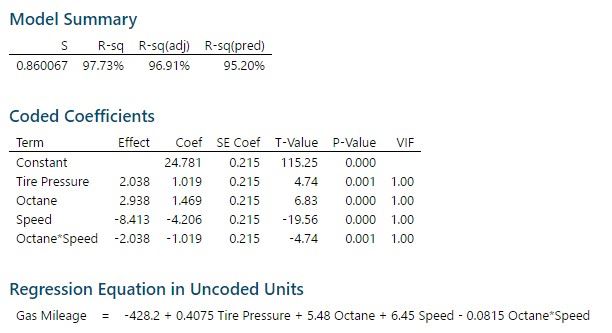 Model Summary
S R-sq R-sq(adj) R-sq(pred)
0.860067 97.73% 96.91% 95.20%
Coded Coefficients
Term Effect Coef SE Coef T-Value P-Value VIF
Constant 24.781 0.215 115.25 0.000
Tire Pressure 2.038 1.019 0.215 4.74 0.001 1.00
Octane 2.938 1.469 0.215 6.83 0.000 1.00
Speed -8.413 -4.206 0.215 -19.56 0.000 1.00
Octane*Speed -2.038 -1.019 0.215 -4.74 0.001 1.00
Regression Equation in Uncoded Units
Gas Mileage = -428.2 + 0.4075 Tire Pressure + 5.48 Octane + 6.45 Speed - 0.0815 Octane*Speed